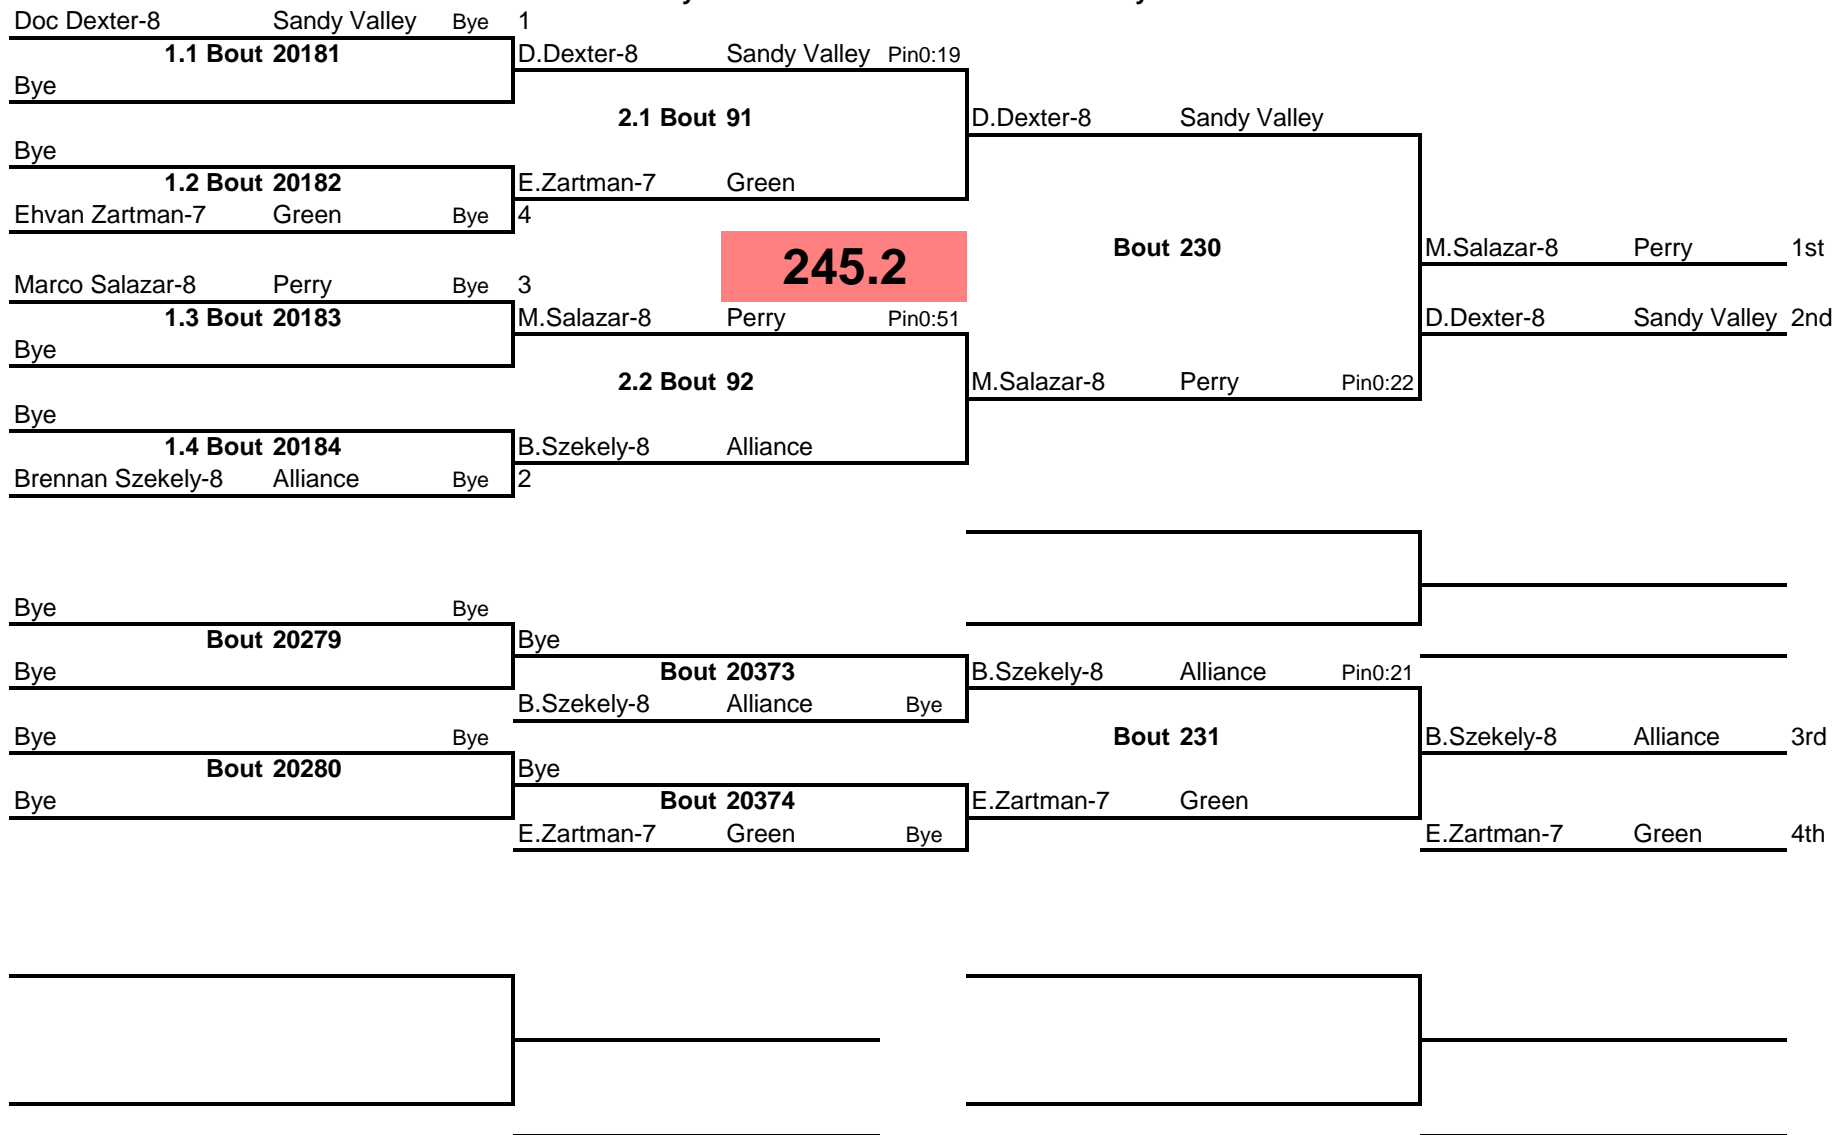 Doc Dexter-8 Sandy Valley Bye 1
1.1 Bout 20181 D.Dexter-8 Sandy Valley Pin0:19
Bye
2.1 Bout 91 D.Dexter-8 Sandy Valley
Bye
1.2 Bout 20182 E.Zartman-7 Green
Ehvan Zartman-7 Green Bye 4
245.2 Bout 230 M.Salazar-8 Perry 1st
Marco Salazar-8 Perry Bye 3
1.3 Bout 20183 M.Salazar-8 Perry Pin0:51 D.Dexter-8 Sandy Valley 2nd
Bye
2.2 Bout 92 M.Salazar-8 Perry Pin0:22
Bye
1.4 Bout 20184 B.Szekely-8 Alliance
Brennan Szekely-8 Alliance Bye 2
Bye Bye
Bout 20279 Bye
Bye Bout 20373 B.Szekely-8 Alliance Pin0:21
B.Szekely-8 Alliance Bye
Bye Bye Bout 231 B.Szekely-8 Alliance 3rd
Bout 20280 Bye
Bye Bout 20374 E.Zartman-7 Green
E.Zartman-7 Green Bye E.Zartman-7 Green 4th